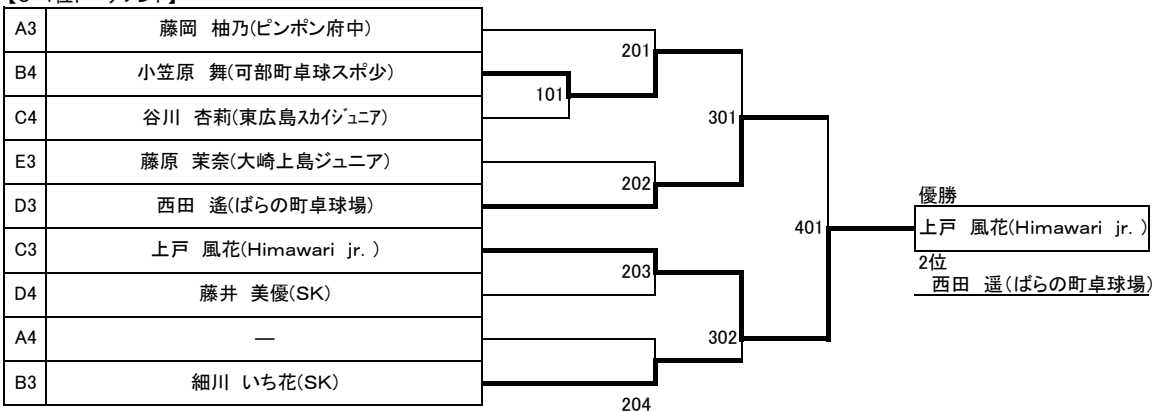 A3 藤岡 柚乃(ピンポン府中)
B4 小笠原 舞(可部町卓球スポ少)
C4 谷川 杏莉(東広島スカイジュニア)
E3 藤原 茉奈(大崎上島ジュニア)
D3 西田 遙(ばらの町卓球場)
C3 上戸 風花(Himawari jr. )
D4 藤井 美優(SK)
A4 ―
B3 細川 いち花(SK)
201
101
301
202
401
203
302
204
優勝
上戸 風花(Himawari jr. )
2位
西田 遥(ばらの町卓球場)